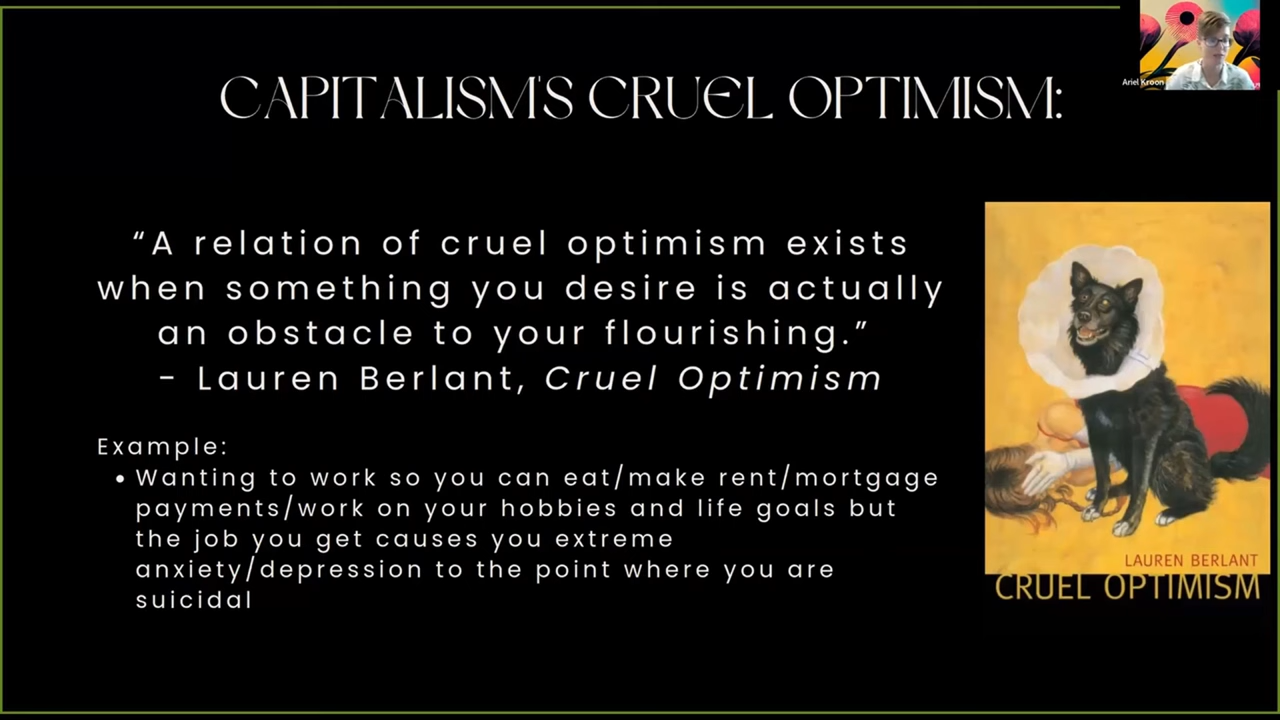 Ariel Kroon
CAPITALISM'S CRUEL OPTIMISM:
“A relation of cruel optimism exists
when something you desire is actually
an obstacle to your flourishing.”
- Lauren Berlant, Cruel Optimism
Example:
• Wanting to work so you can eat/make rent/mortgage
payments/work on your hobbies and life goals but
the job you get causes you extreme
anxiety/depression to the point where you are
suicidal
LAUREN BERLANT
CRUEL OPTIMISM